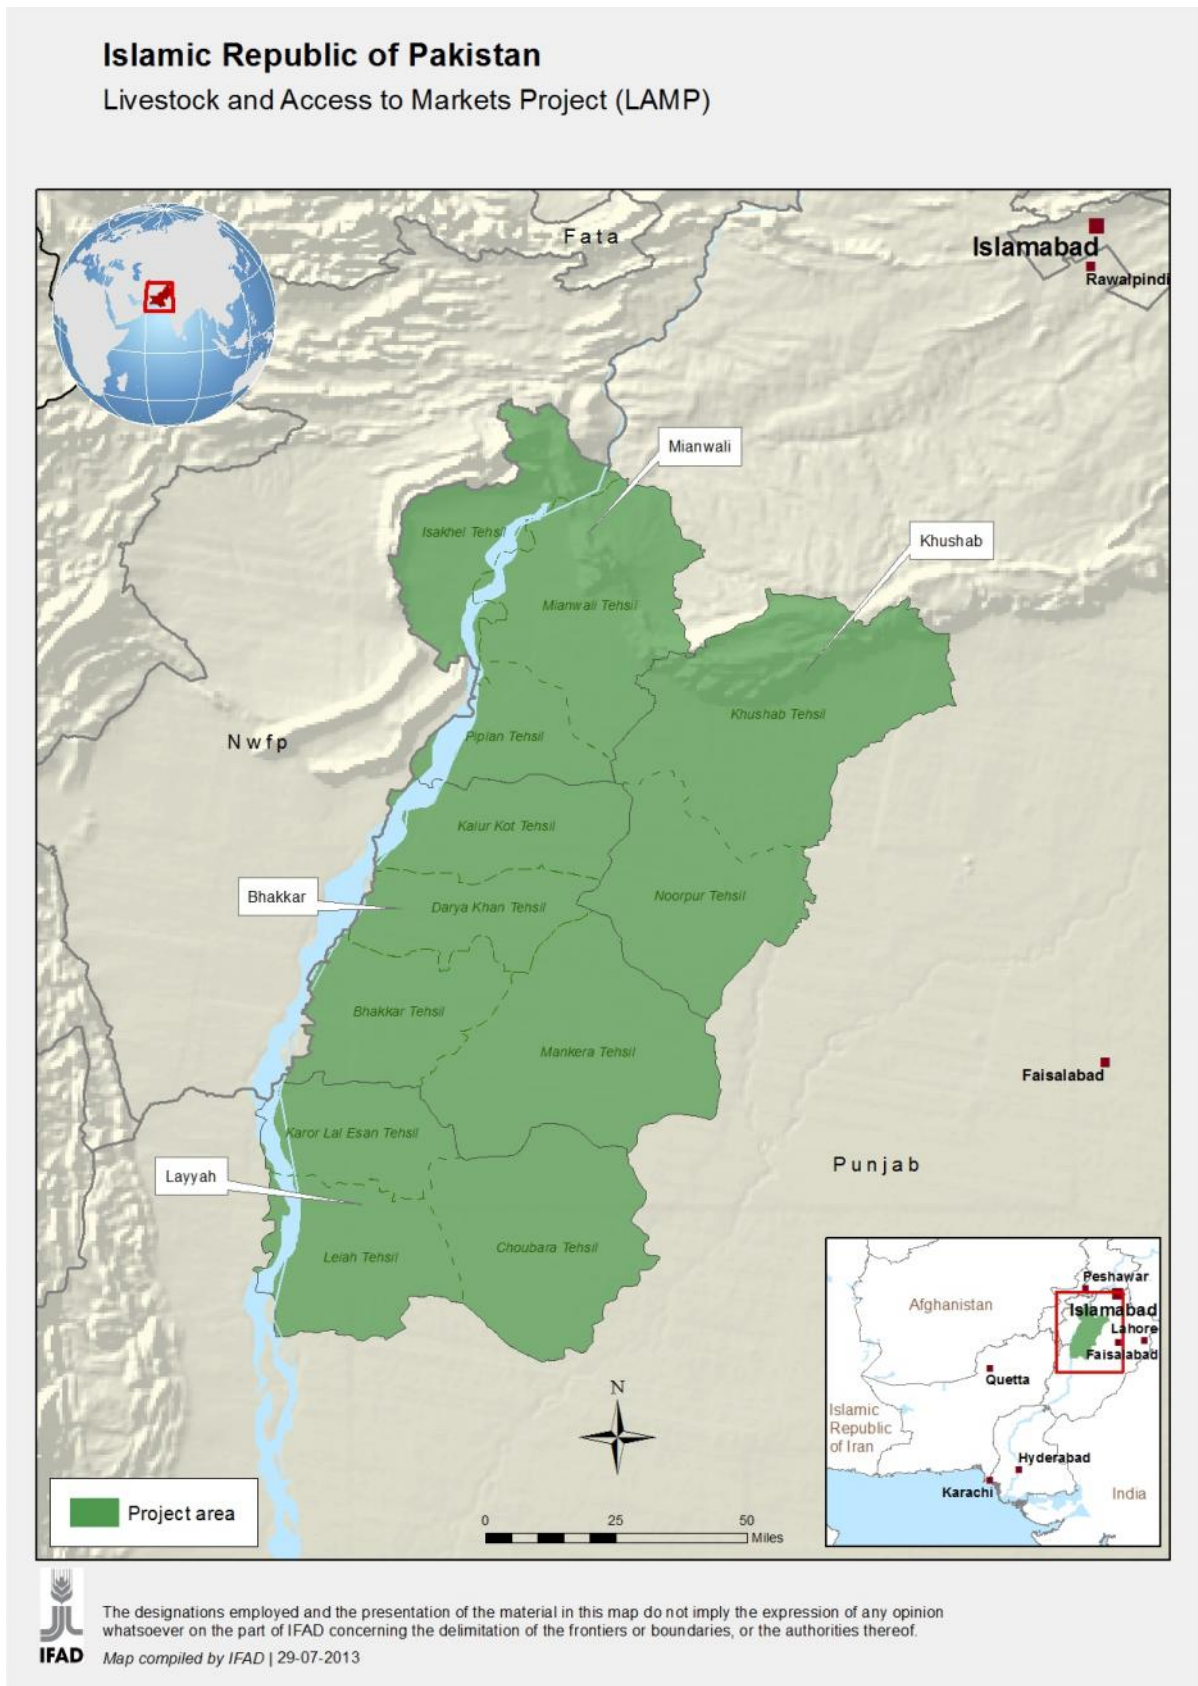 Islamic Republic of Pakistan
Livestock and Access to Markets Project (LAMP)
Fata
Islamabad
Rawalpindi
Mianwali
Isakhel Tehsil
Khushab
Mianwali Tehsil
Khushab Tehsil
Piplan Tehsil
Nwfp
Kalur Kot Tehsil
Bhakkar
Darya Khan Tehsil
Noorpur Tehsil
Bhakkar Tehsil
Mankera Tehsil
Faisalabad
Karor Lal Esan Tehsil
Layyah
Punjab
Choubara Tehsil
Leiah Tehsil
Peshawar
Afghanistan
Islamabad
Lahore
Faisalabad
Quetta
Islamic
Republic
of Iran
Hyderabad
Karachi
India
N
Project area
0 25 50
Miles
The designations employed and the presentation of the material in this map do not imply the expression of any opinion
whatsoever on the part of IFAD concerning the delimitation of the frontiers or boundaries, or the authorities thereof.
IFAD
Map compiled by IFAD | 29-07-2013